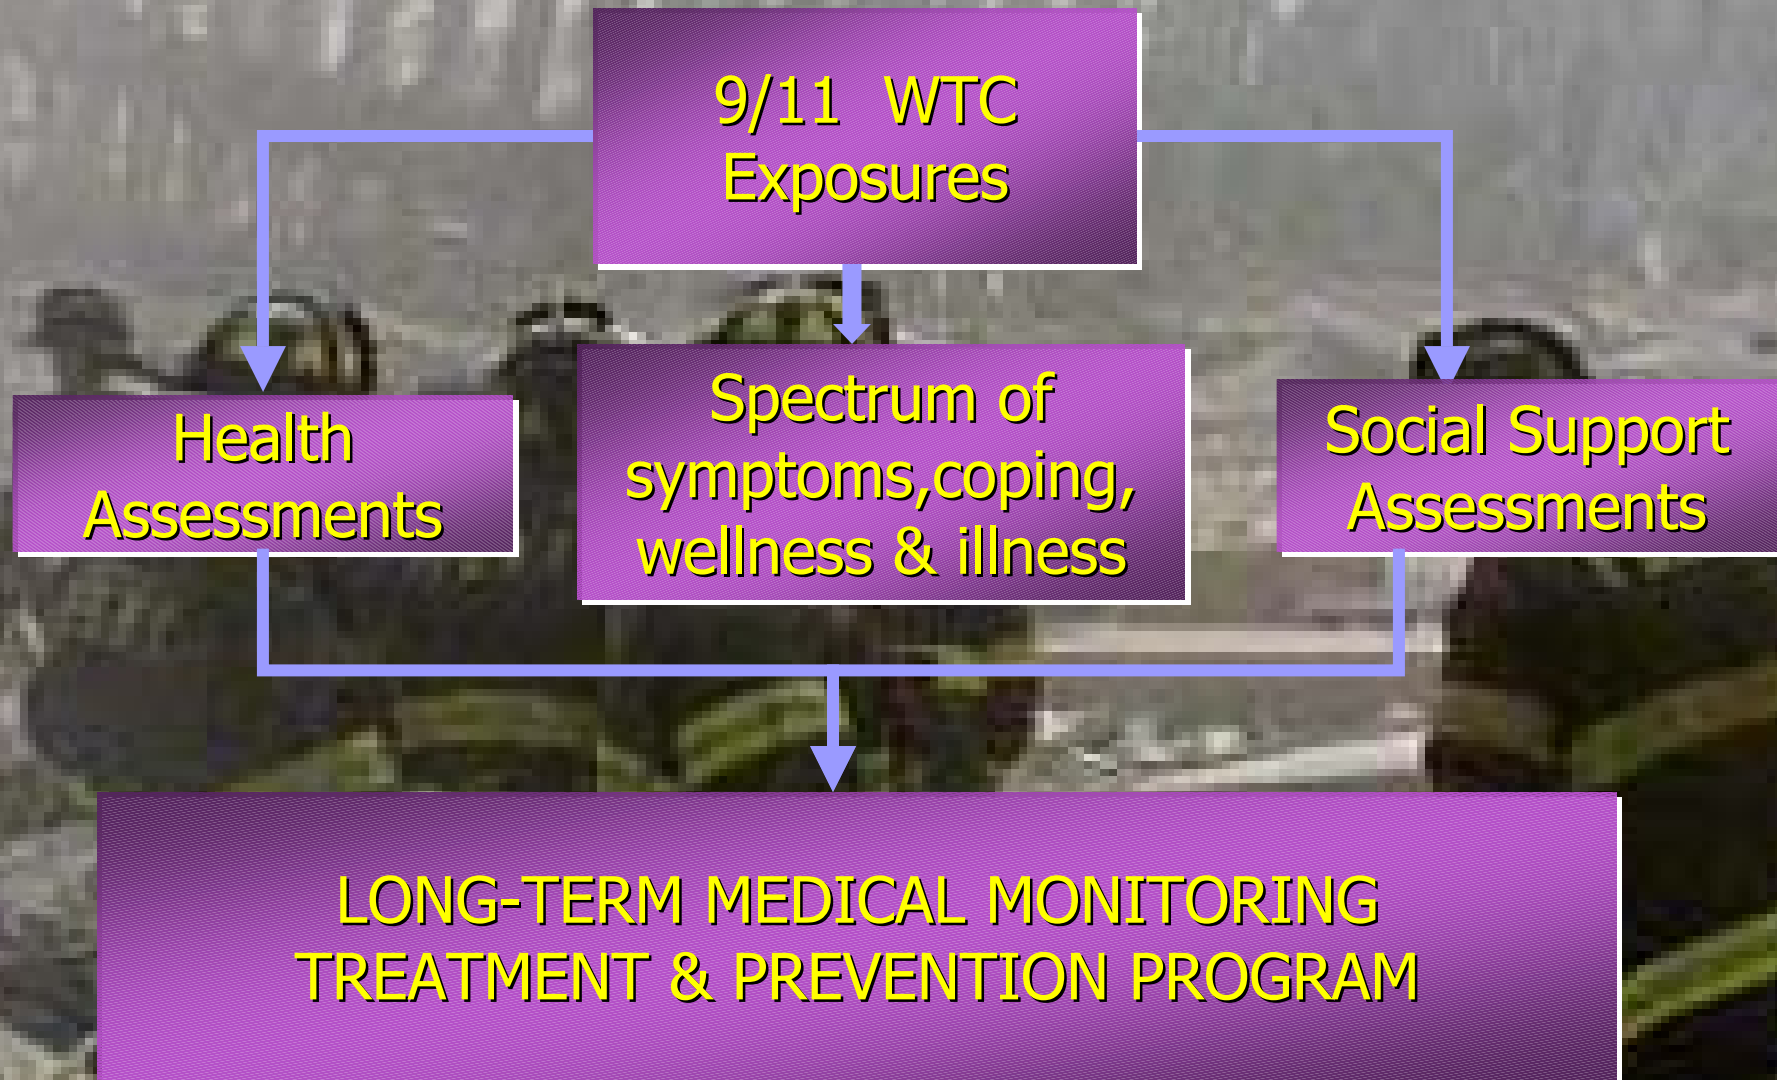 9/11 WTC
Exposures
Health
Assessments
Spectrum of
symptoms,coping,
wellness & illness
Social Support
Assessments
LONG-TERM MEDICAL MONITORING
TREATMENT & PREVENTION PROGRAM